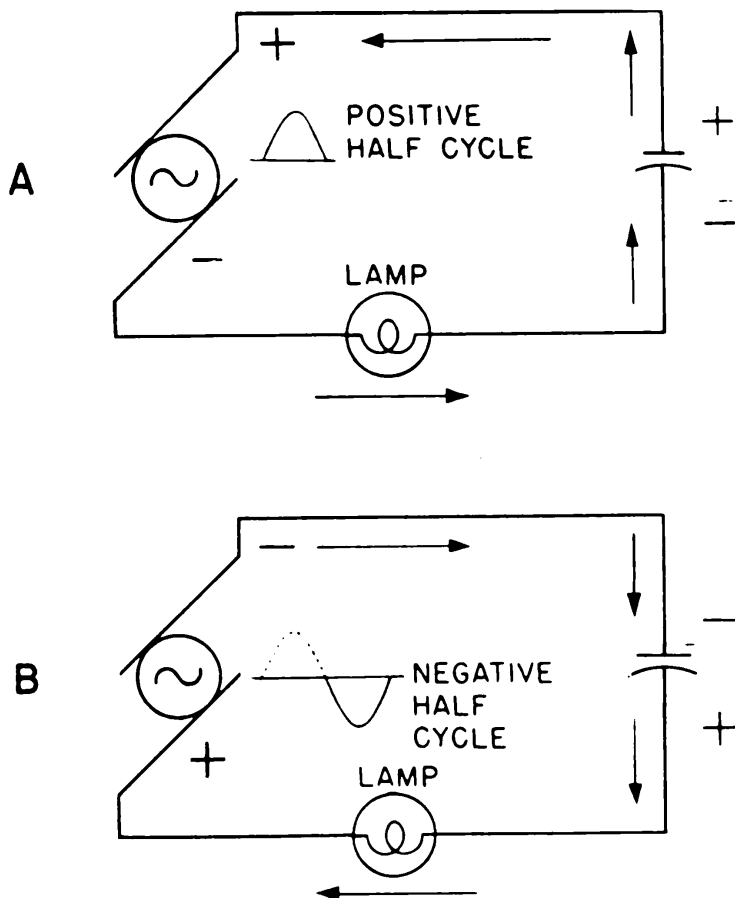 +
POSITIVE
HALF CYCLE
+
A
−
−
LAMP
−
−
B
NEGATIVE
HALF
CYCLE
+
+
LAMP